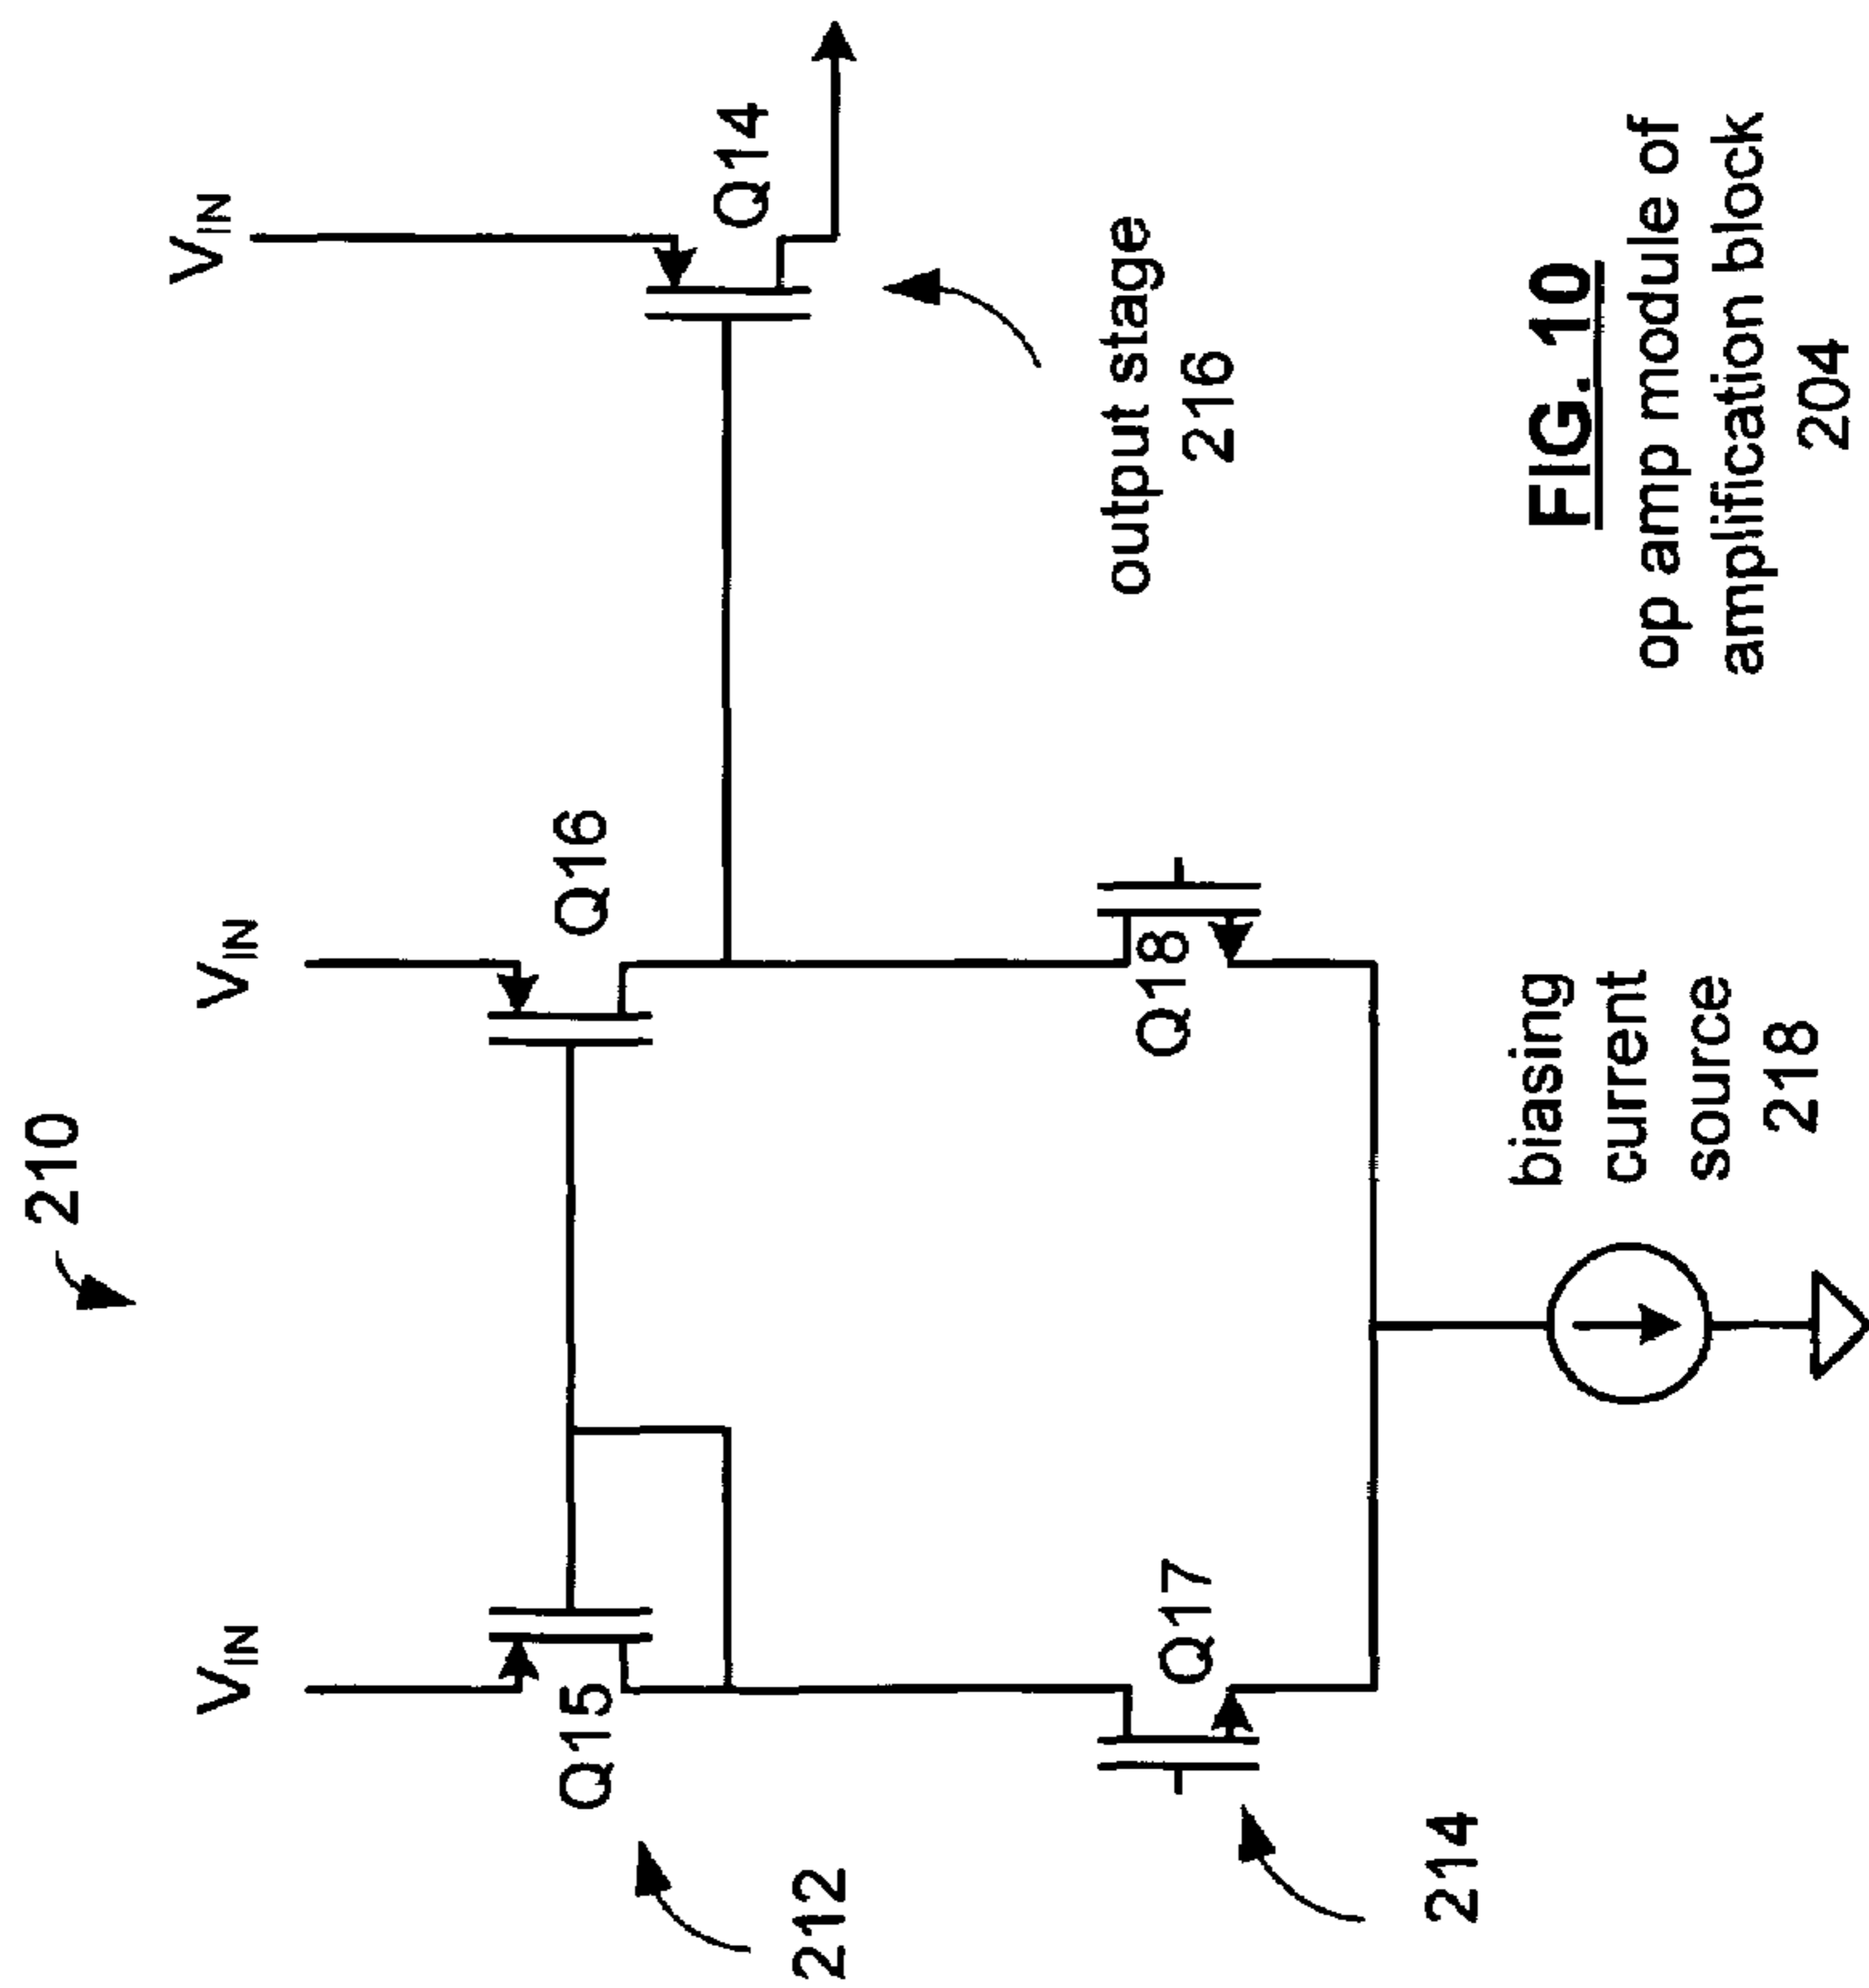 210
V_IN
V_IN
V_IN
Q15
Q16
Q14
212
Q17
Q18
214
output stage
216
biasing
current
source
218
FIG. 10
op amp module of
amplification block
204